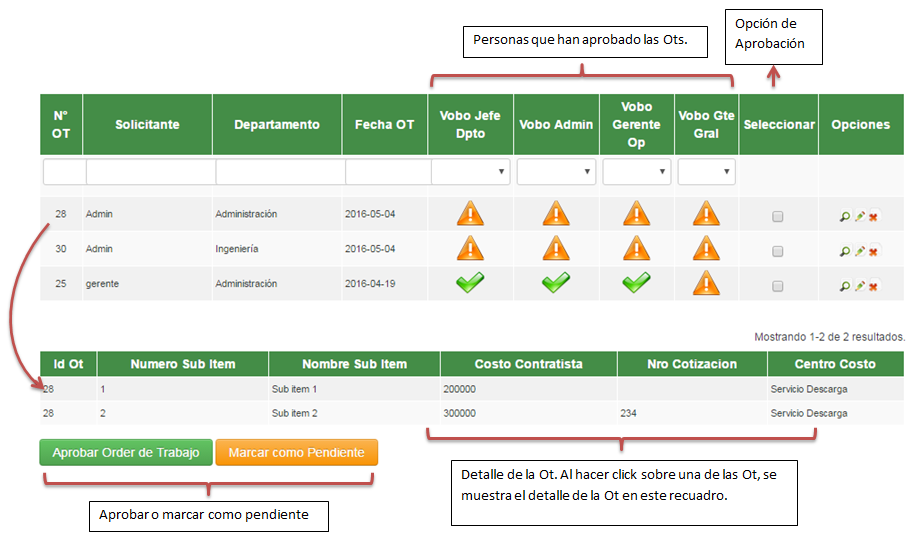 Opción de
Aprobación
Personas que han aprobado las Ots.
N° OT Solicitante Departamento Fecha OT Vobo Jefe Dpto Vobo Admin Vobo Gerente Op Vobo Gte Gral Seleccionar Opciones
28 Admin Administración 2016-05-04
30 Admin Ingeniería 2016-05-04
25 gerente Administración 2016-04-19
Mostrando 1-2 de 2 resultados.
Id Ot Numero Sub Item Nombre Sub Item Costo Contratista Nro Cotizacion Centro Costo
28 1 Sub item 1 200000 Servicio Descarga
28 2 Sub item 2 300000 234 Servicio Descarga
Aprobar Order de Trabajo Marcar como Pendiente
Detalle de la Ot. Al hacer click sobre una de las Ot, se
muestra el detalle de la Ot en este recuadro.
Aprobar o marcar como pendiente